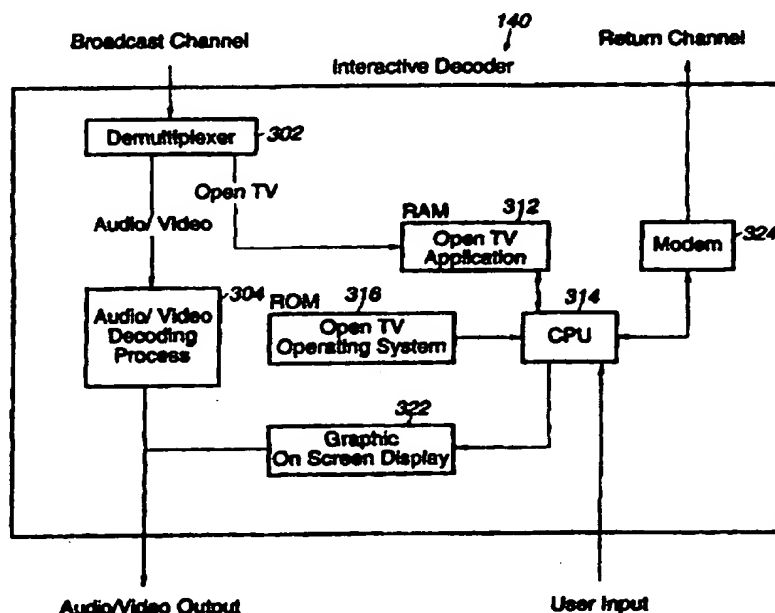 140
Broadcast Channel
Return Channel
Interactive Decoder
Demultiplexer
302
Open TV
Audio/ Video
RAM
312
Open TV
Application
Modem
324
304
Audio/ Video
Decoding
Process
ROM
316
Open TV
Operating System
314
CPU
322
Graphic
On Screen Display
Audio/Video Output
User Input